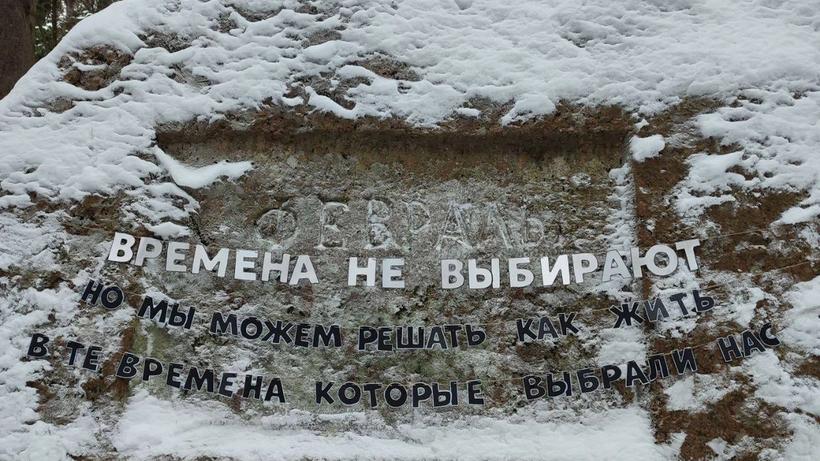 ФЕВРАЛЬ
ВРЕМЕНА НЕ ВЫБИРАЮТ
НО МЫ МОЖЕМ РЕШАТЬ КАК ЖИТЬ
В ТЕ ВРЕМЕНА КОТОРЫЕ ВЫБРАЛИ НАС